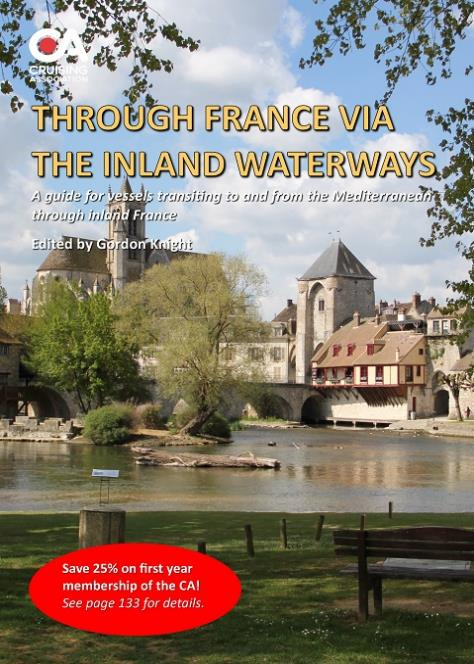 CA
CRUISING
ASSOCIATION
THROUGH FRANCE VIA
THE INLAND WATERWAYS
A guide for vessels transiting to and from the Mediterranean
through inland France
Edited by Gordon Knight
Save 25% on first year
membership of the CA!
See page 133 for details.